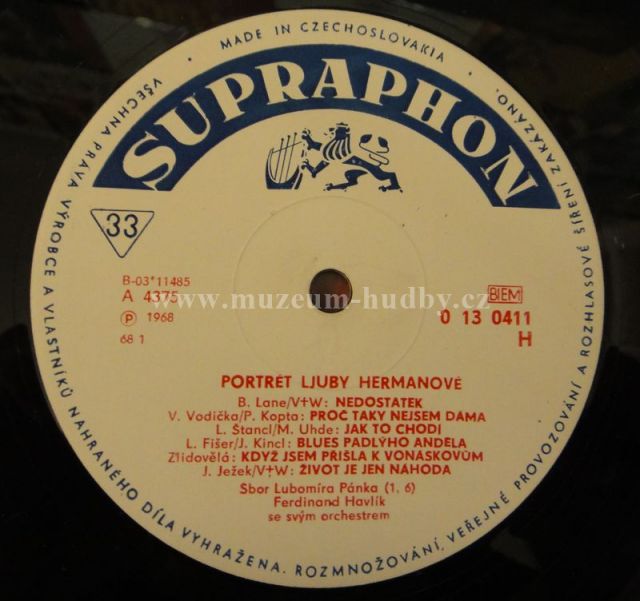 • MADE IN CZECHOSLOVAKIA •
SUPRAPHON
VŠECHNA PRÁVA VÝROBCE A VLASTNÍKŮ NAHRANÉHO DÍLA VYHRAŽENA. ROZMNOŽOVÁNÍ, VEŘEJNÉ PROVOZOVÁNÍ A ROZHLASOVÉ ŠÍŘENÍ ZAKÁZÁNO.
33
B-03*11485
A 4375
Ⓟ 1968
68 1
www.muzeum-hudby.cz
BIEM
0 13 0411
H
PORTRÉT LJUBY HERMANOVÉ
B. Lane/V+W: NEDOSTATEK
V. Vodička/P. Kopta: PROČ TAKY NEJSEM DÁMA
L. Štancl/M. Uhde: JAK TO CHODÍ
L. Fišer/J. Kincl: BLUES PADLÝHO ANDĚLA
Zlidovělá: KDYŽ JSEM PŘIŠLA K VONÁSKOVŮM
J. Ježek/V+W: ŽIVOT JE JEN NÁHODA
Sbor Lubomíra Pánka (1, 6)
Ferdinand Havlík
se svým orchestrem